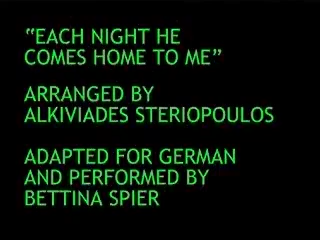 “EACH NIGHT HE
COMES HOME TO ME”
ARRANGED BY
ALKIVIADES STERIOPOULOS
ADAPTED FOR GERMAN
AND PERFORMED BY
BETTINA SPIER